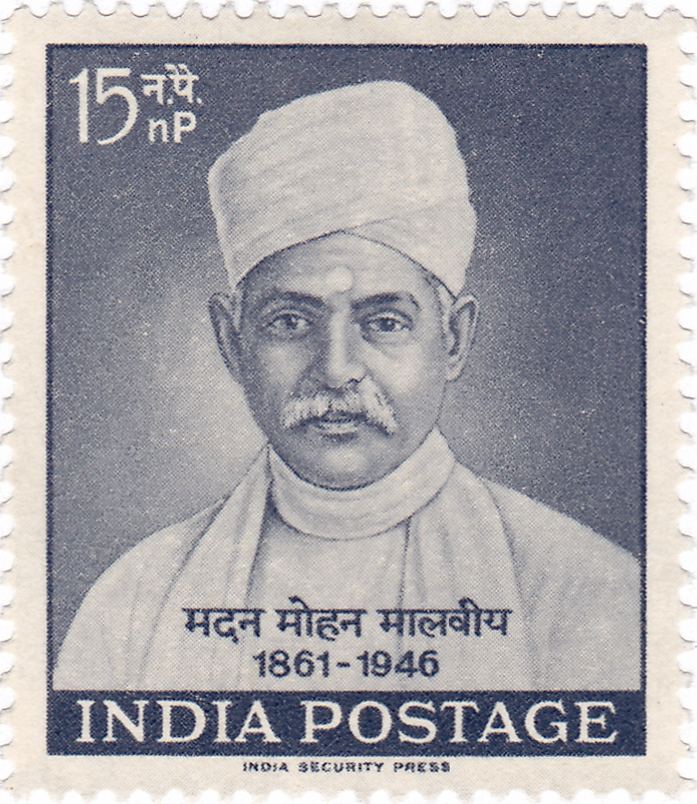 15 न.पै.
nP
मदन मोहन मालवीय
1861-1946
INDIA POSTAGE
INDIA SECURITY PRESS